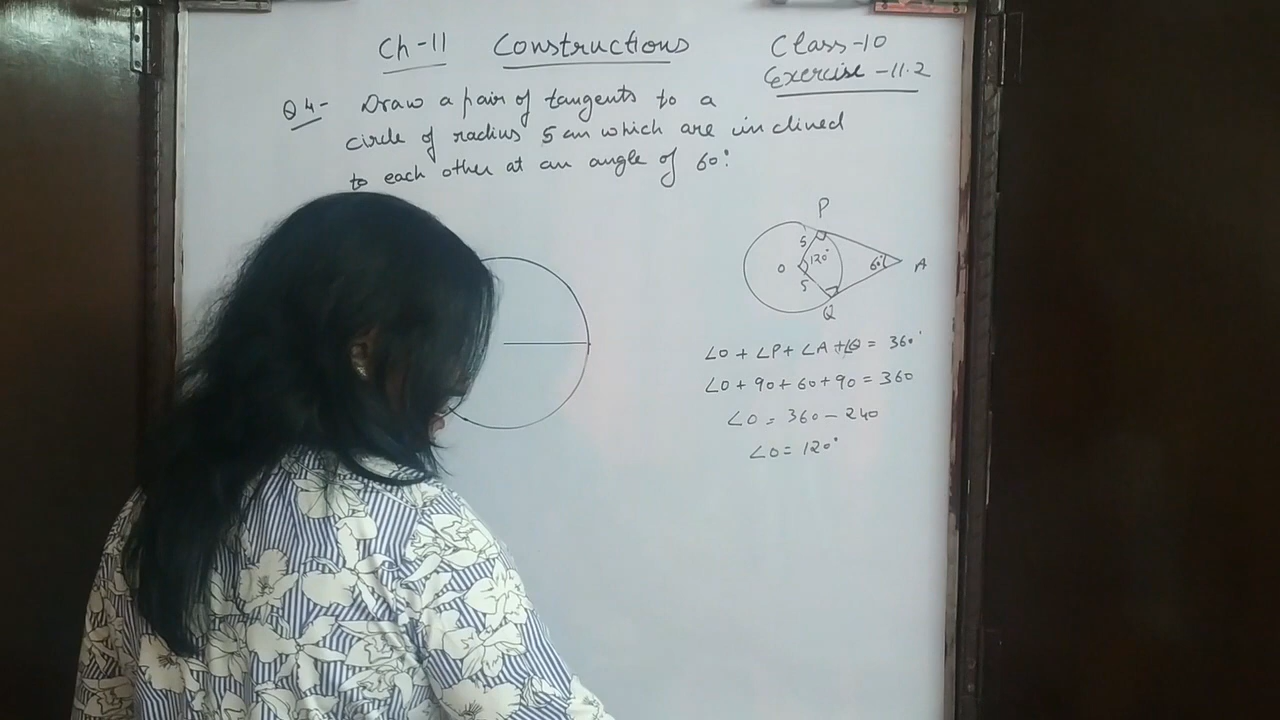 Ch-11 Constructions Class-10
Exercise-11.2
Q4- Draw a pair of tangents to a
circle of radius 5 cm which are inclined
to each other at an angle of 60°.
P
5
O 120° 60° A
5
Q
∠O + ∠P + ∠A + ∠Q = 360°
∠O + 90 + 60 + 90 = 360
∠O = 360 - 240
∠O = 120°